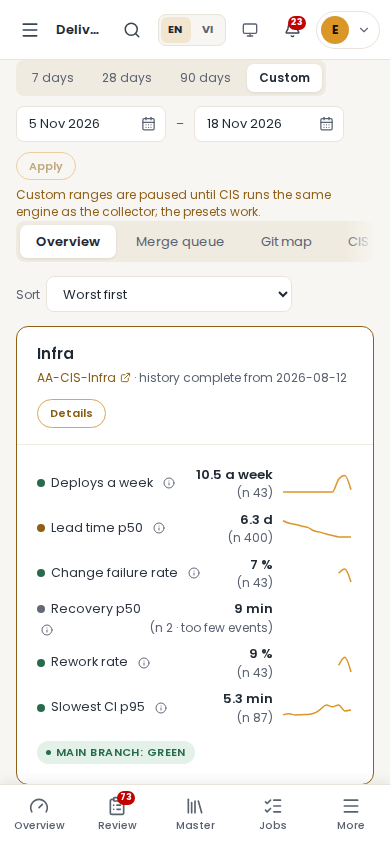 Deliv...
EN
VI
23
E
7 days
28 days
90 days
Custom
5 Nov 2026
–
18 Nov 2026
Apply
Custom ranges are paused until CIS runs the same
engine as the collector; the presets work.
Overview
Merge queue
Git map
CIS
Sort
Worst first
Infra
AA-CIS-Infra · history complete from 2026-08-12
Details
Deploys a week
10.5 a week
(n 43)
Lead time p50
6.3 d
(n 400)
Change failure rate
7 %
(n 43)
Recovery p50
9 min
(n 2 · too few events)
Rework rate
9 %
(n 43)
Slowest CI p95
5.3 min
(n 87)
MAIN BRANCH: GREEN
73
Overview
Review
Master
Jobs
More